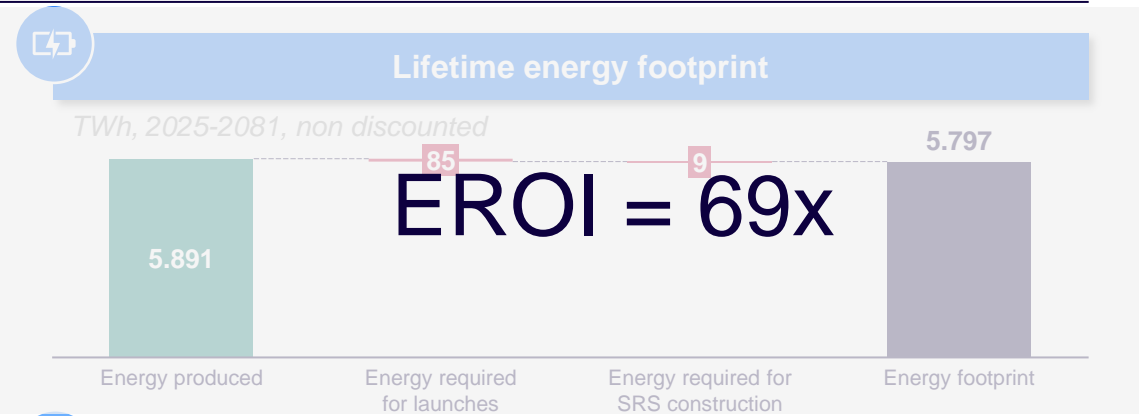 Lifetime energy footprint
TWh, 2025-2081, non discounted
5.797
85
9
EROI = 69x
5.891
Energy produced
Energy required
for launches
Energy required for
SRS construction
Energy footprint